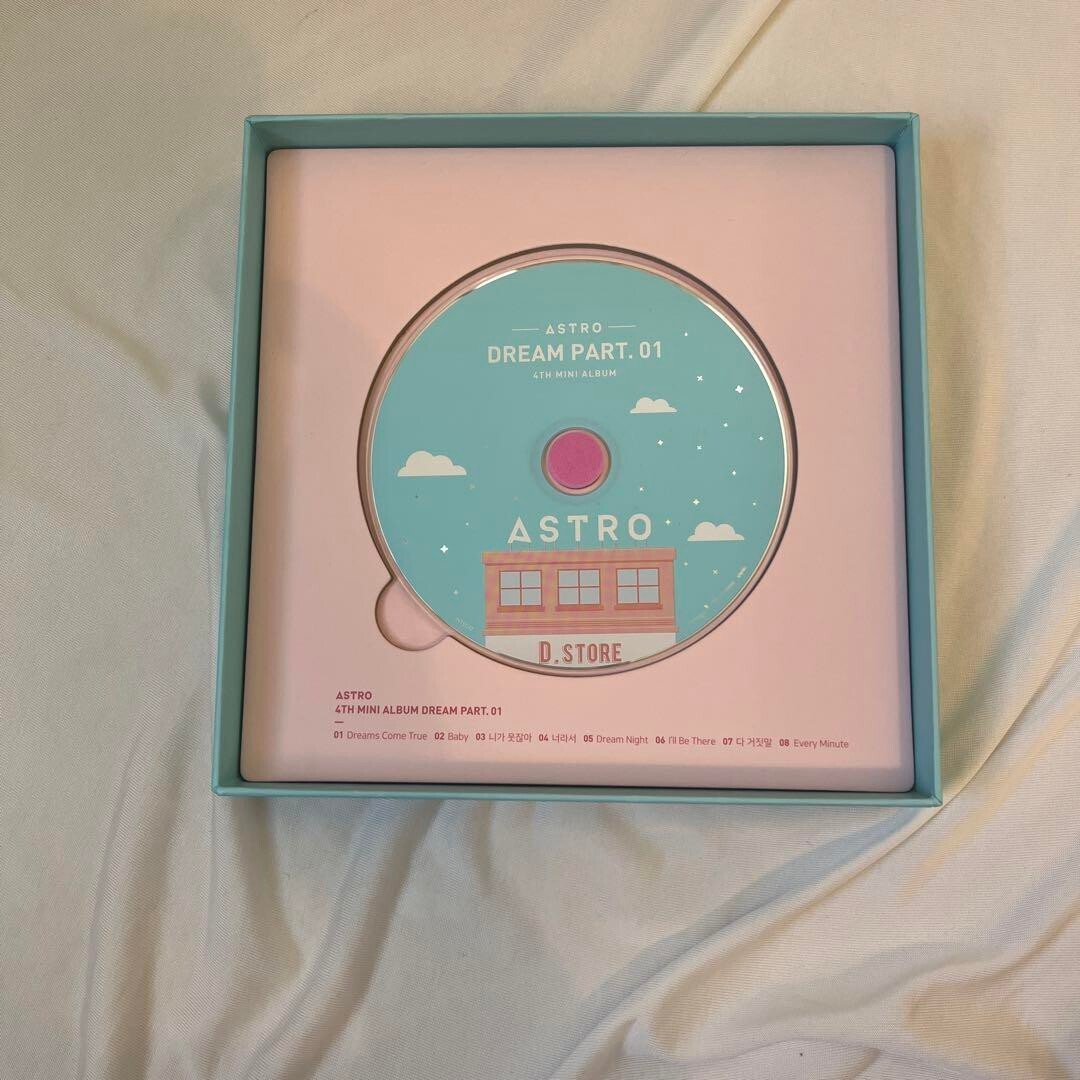 ASTRO
DREAM PART. 01
4TH MINI ALBUM
ASTRO
D.STORE
ASTRO
4TH MINI ALBUM DREAM PART. 01
01 Dreams Come True 02 Baby 03 니가 웃잖아 04 너라서 05 Dream Night 06 I'll Be There 07 다 거짓말 08 Every Minute